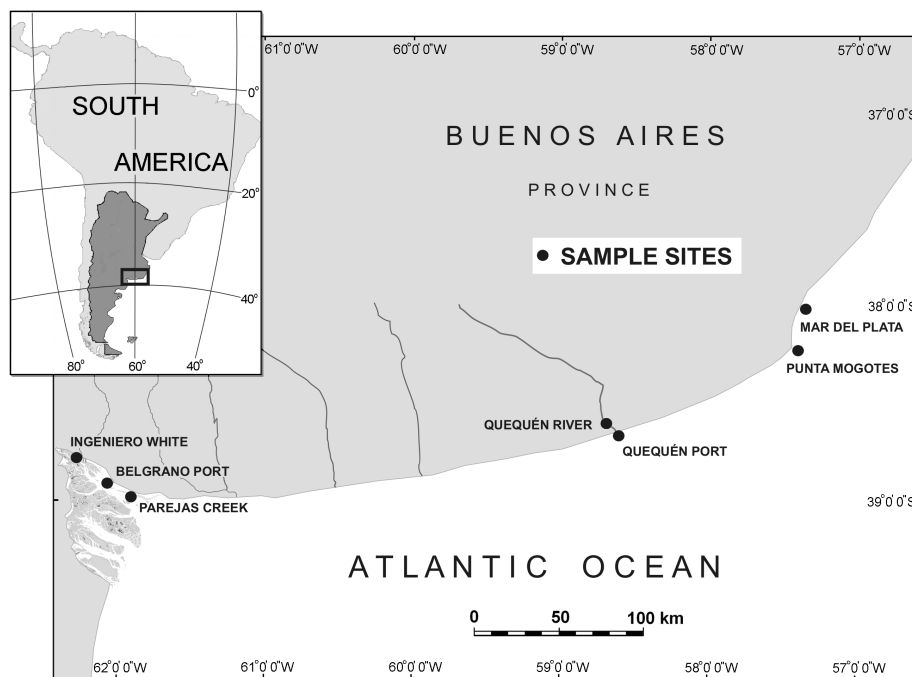 61°0'0"W
60°0'0"W
59°0'0"W
58°0'0"W
57°0'0"W
SOUTH
AMERICA
0°
20°
40°
80°
60°
40°
37°0'0"S
BUENOS AIRES
PROVINCE
SAMPLE SITES
38°0'0"S
MAR DEL PLATA
PUNTA MOGOTES
QUEQUÉN RIVER
QUEQUÉN PORT
INGENIERO WHITE
BELGRANO PORT
PAREJAS CREEK
39°0'0"S
ATLANTIC OCEAN
0 50 100 km
62°0'0"W
61°0'0"W
60°0'0"W
59°0'0"W
58°0'0"W
57°0'0"W